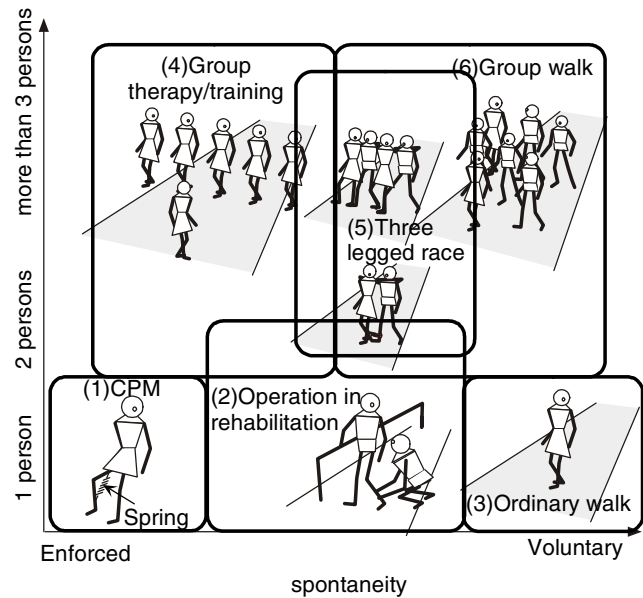 more than 3 persons
2 persons
1 person
(4)Group
therapy/training
(6)Group walk
(5)Three
legged race
(1)CPM
Spring
(2)Operation in
rehabilitation
(3)Ordinary walk
Enforced
Voluntary
spontaneity